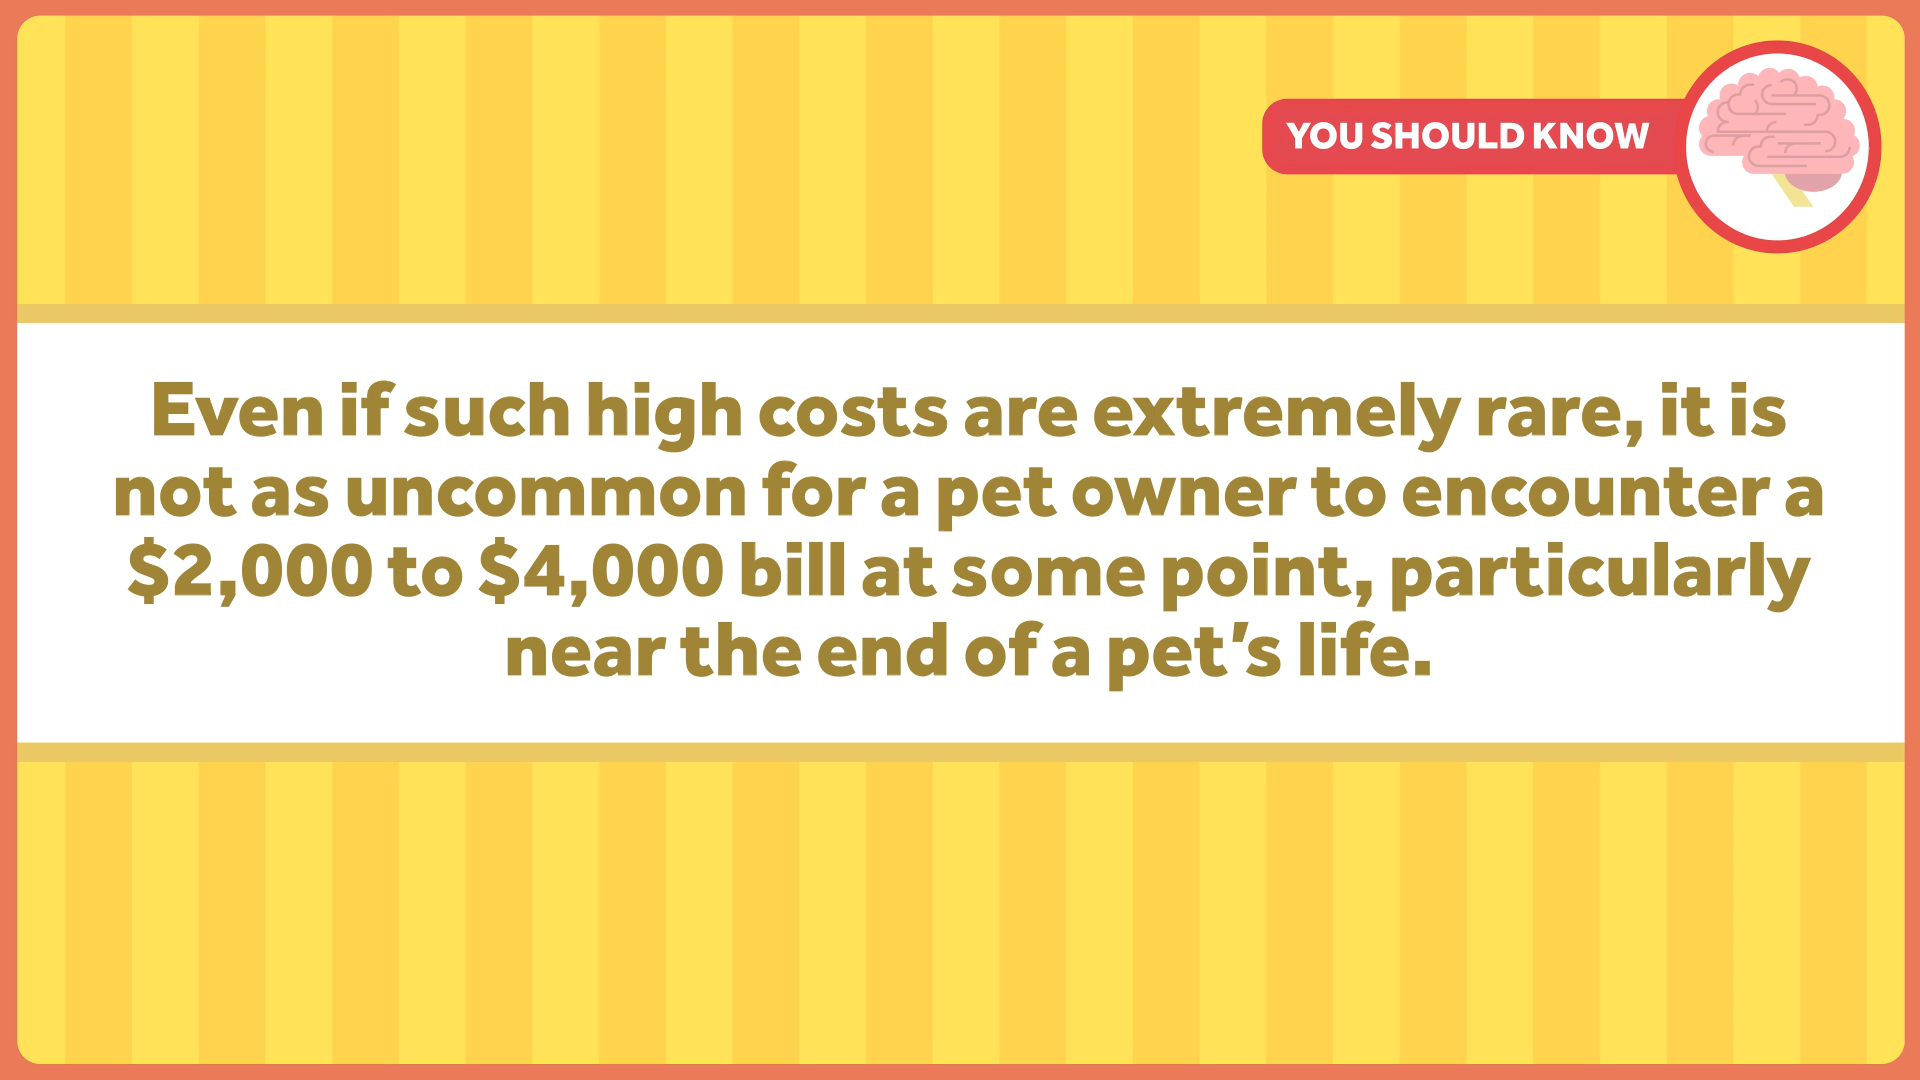 YOU SHOULD KNOW
Even if such high costs are extremely rare, it is
not as uncommon for a pet owner to encounter a
$2,000 to $4,000 bill at some point, particularly
near the end of a pet’s life.